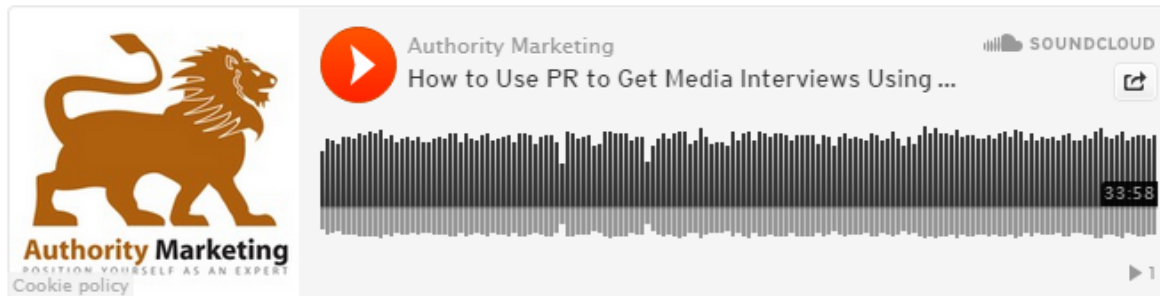 Authority Marketing
POSITION YOURSELF AS AN EXPERT
Cookie policy
Authority Marketing
How to Use PR to Get Media Interviews Using ...
SOUNDCLOUD
33:58
1